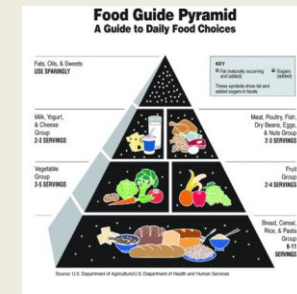 Food Guide Pyramid
A Guide to Daily Food Choices
Fats, Oils, & Sweets
USE SPARINGLY
KEY
Fat (naturally occurring and added)
Sugars (added)
These symbols show fat and
added sugars in foods
Milk, Yogurt,
& Cheese
Group
2-3 SERVINGS
Meat, Poultry, Fish,
Dry Beans, Eggs,
& Nuts Group
2-3 SERVINGS
Vegetable
Group
3-5 SERVINGS
Fruit
Group
2-4 SERVINGS
Bread, Cereal,
Rice, & Pasta
Group
6-11
SERVINGS
Source: U.S. Department of Agriculture/U.S. Department of Health and Human Services